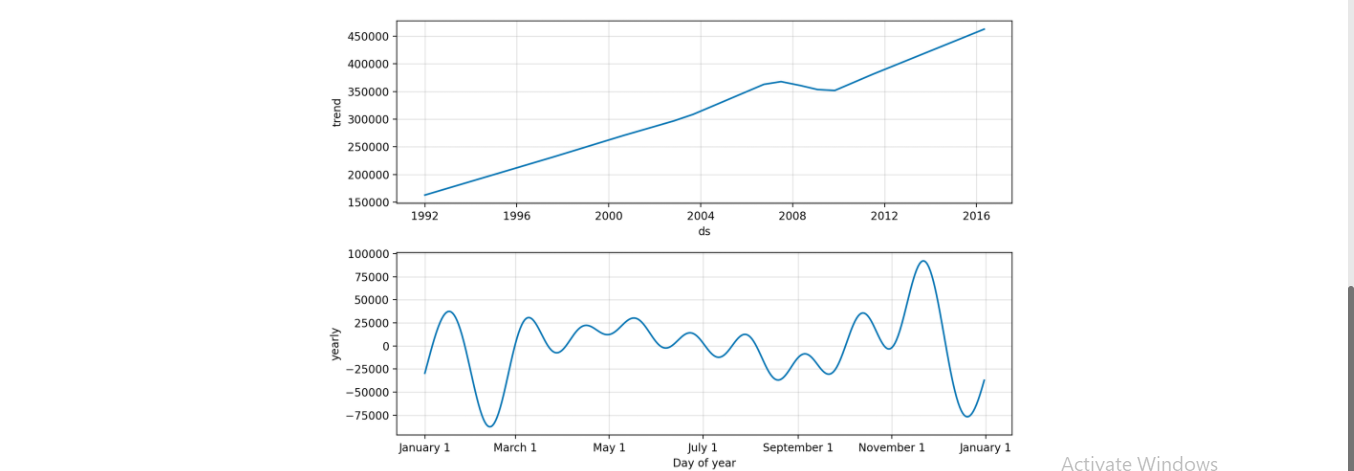 450000
400000
350000
300000
250000
200000
150000
trend
1992 1996 2000 2004 2008 2012 2016
ds
100000
75000
50000
25000
0
−25000
−50000
−75000
yearly
January 1 March 1 May 1 July 1 September 1 November 1 January 1
Day of year
Activate Windows